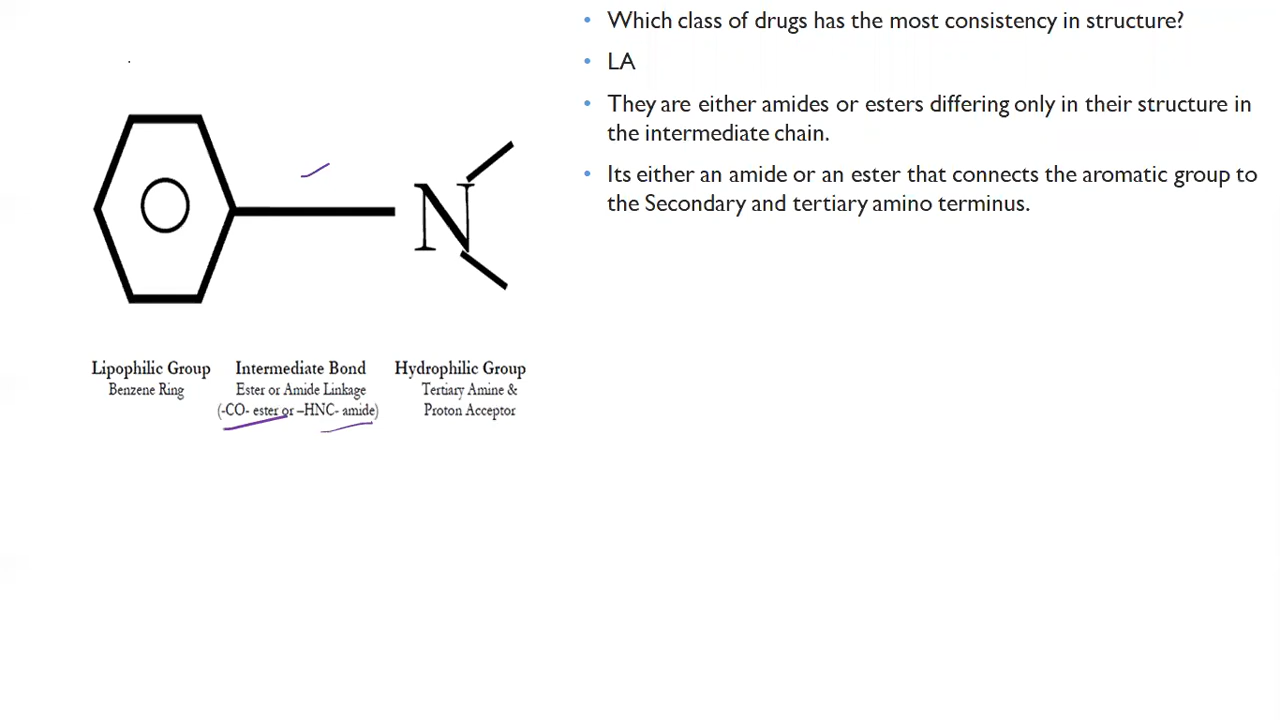 • Which class of drugs has the most consistency in structure?
• LA
• They are either amides or esters differing only in their structure in
the intermediate chain.
• Its either an amide or an ester that connects the aromatic group to
the Secondary and tertiary amino terminus.
N
Lipophilic Group
Benzene Ring
Intermediate Bond
Ester or Amide Linkage
(-CO- ester or –HNC- amide)
Hydrophilic Group
Tertiary Amine &
Proton Acceptor